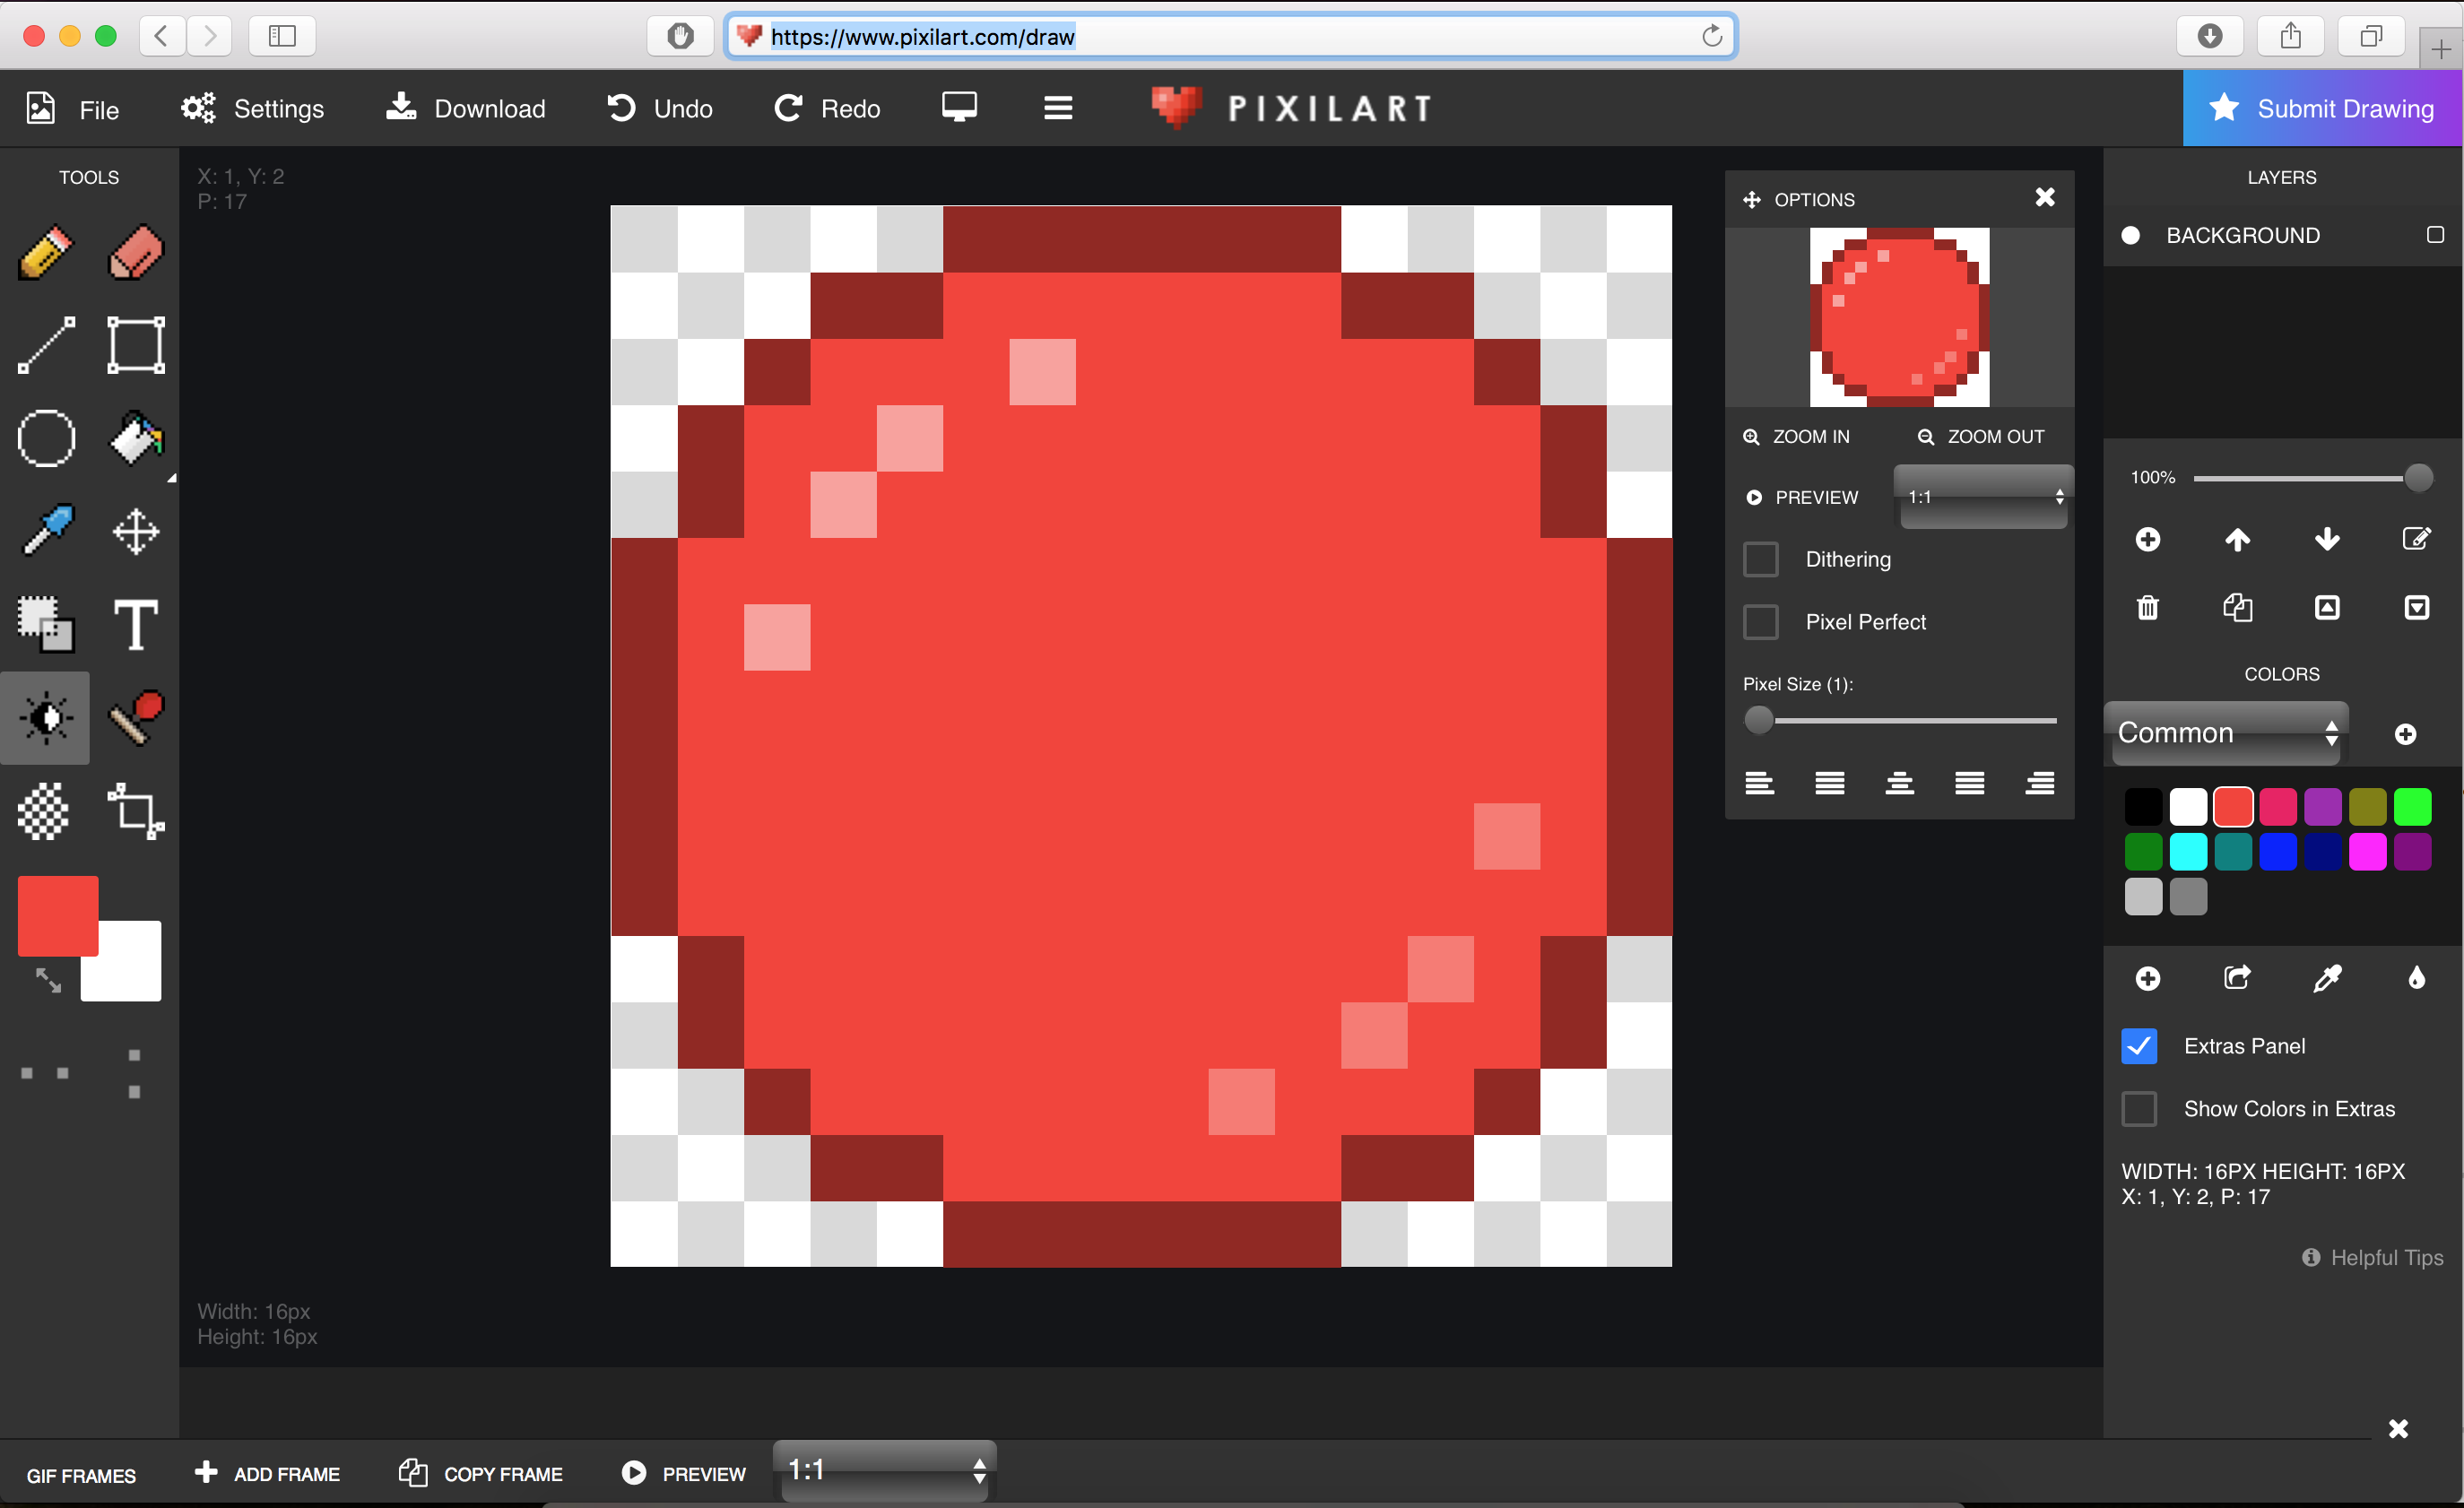 https://www.pixilart.com/draw
File
Settings
Download
Undo
Redo
PIXILART
Submit Drawing
TOOLS
X: 1, Y: 2
P: 17
OPTIONS
LAYERS
BACKGROUND
ZOOM IN
ZOOM OUT
PREVIEW
1:1
Dithering
Pixel Perfect
Pixel Size (1):
100%
COLORS
Common
Extras Panel
Show Colors in Extras
WIDTH: 16PX HEIGHT: 16PX
X: 1, Y: 2, P: 17
Helpful Tips
Width: 16px
Height: 16px
GIF FRAMES
ADD FRAME
COPY FRAME
PREVIEW
1:1